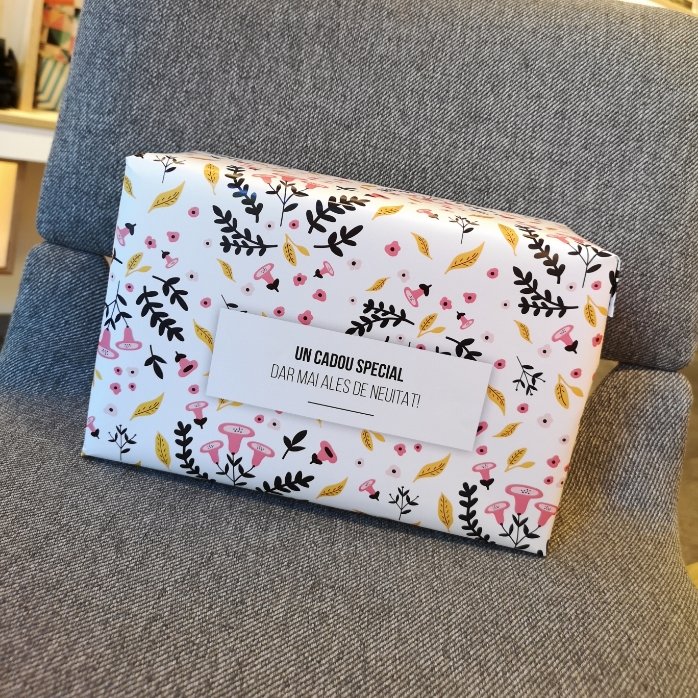 UN CADOU SPECIAL
DAR MAI ALES DE NEUITAT!